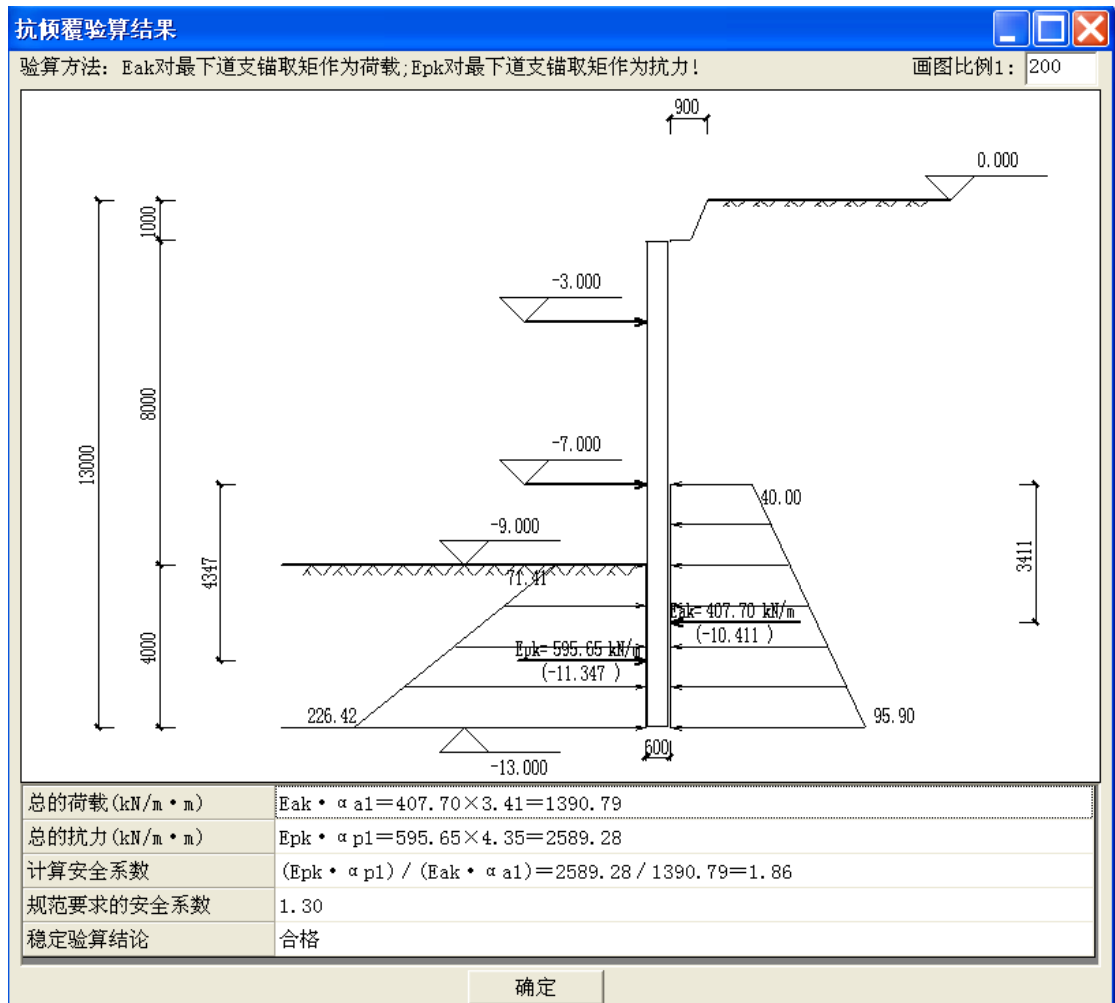 抗倾覆验算结果
验算方法: Eak对最下道支锚取矩作为荷载;Epk对最下道支锚取矩作为抗力!
画图比例1: 200
900
0.000
1000
-3.000
8000
13000
-7.000
40.00
-9.000
4347
71.41
3411
Eak=407.70 kN/m
(-10.411 )
4000
Epk=595.65 kN/m
(-11.347 )
226.42
95.90
600
-13.000
总的荷载(kN/m·m) Eak·αa1=407.70×3.41=1390.79
总的抗力(kN/m·m) Epk·αp1=595.65×4.35=2589.28
计算安全系数 (Epk·αp1)/(Eak·αa1)=2589.28/1390.79=1.86
规范要求的安全系数 1.30
稳定验算结论 合格
确定